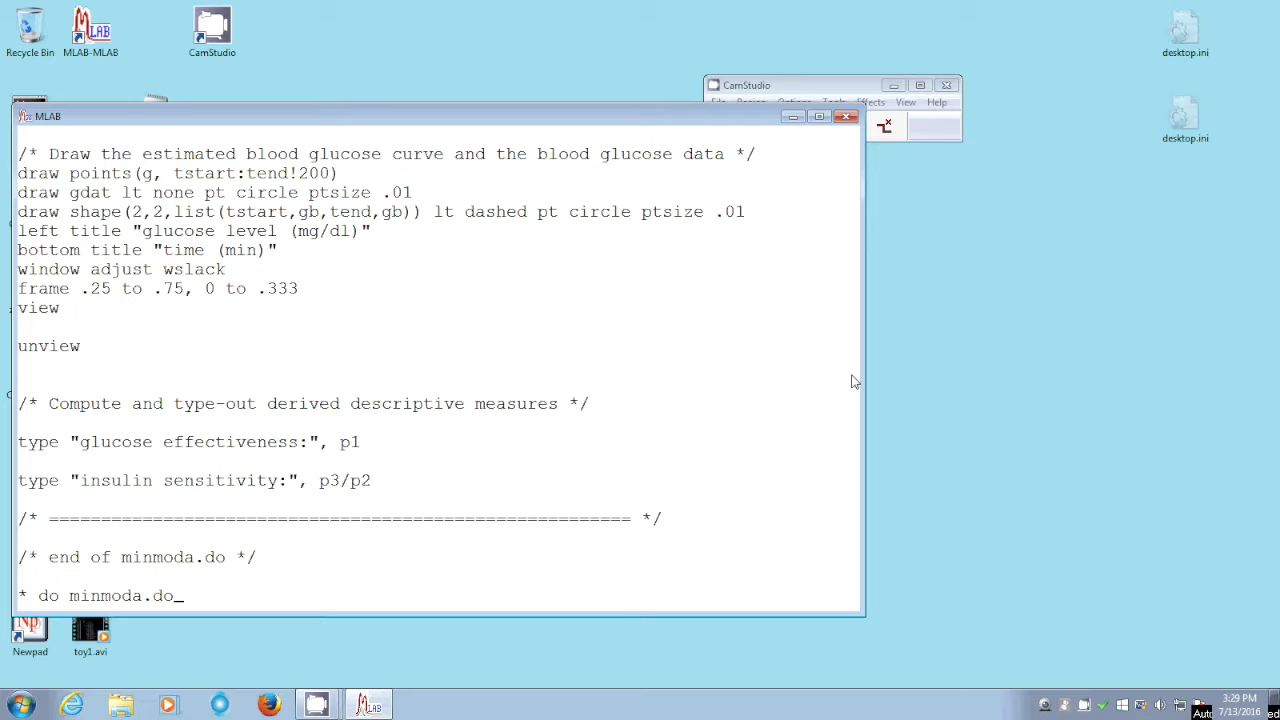 Recycle Bin
MLAB-MLAB
CamStudio
desktop.ini
desktop.ini
CamStudio
Effects View Help
MLAB
/* Draw the estimated blood glucose curve and the blood glucose data */
draw points(g, tstart:tend!200)
draw gdat lt none pt circle ptsize .01
draw shape(2,2,list(tstart,gb,tend,gb)) lt dashed pt circle ptsize .01
left title "glucose level (mg/dl)"
bottom title "time (min)"
window adjust wslack
frame .25 to .75, 0 to .333
view
unview
/* Compute and type-out derived descriptive measures */
type "glucose effectiveness:", p1
type "insulin sensitivity:", p3/p2
/* ======================================================== */
/* end of minmoda.do */
* do minmoda.do_
Np
Newpad
toy1.avi
3:29 PM
7/13/2016